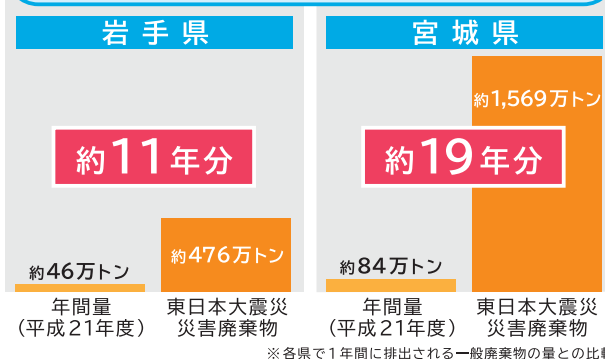 岩手県
約11年分
約46万トン
約476万トン
年間量
（平成21年度）
東日本大震災
災害廃棄物
宮城県
約1,569万トン
約19年分
約84万トン
年間量
（平成21年度）
東日本大震災
災害廃棄物
※各県で1年間に排出される一般廃棄物の量との比較